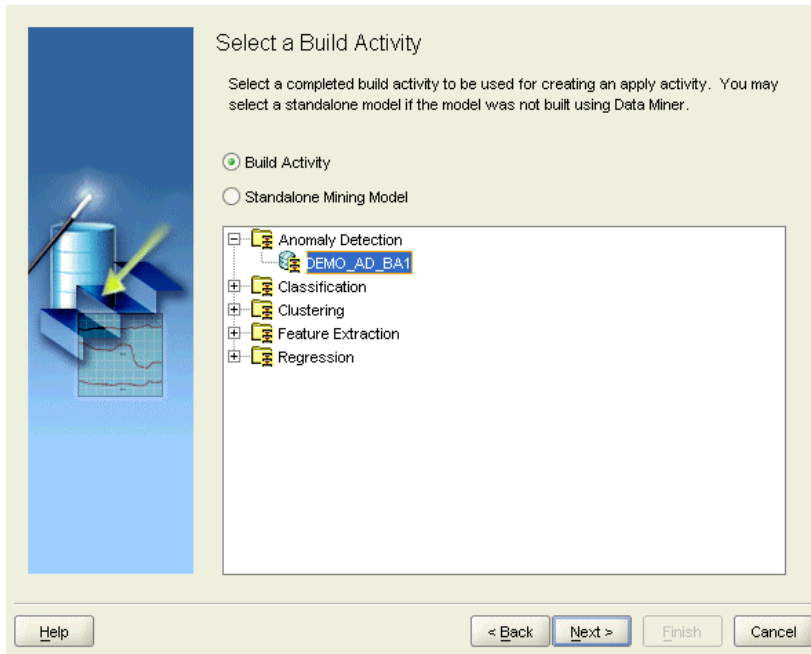 Select a Build Activity
Select a completed build activity to be used for creating an apply activity. You may
select a standalone model if the model was not built using Data Miner.
Build Activity
Standalone Mining Model
Anomaly Detection
DEMO_AD_BA1
Classification
Clustering
Feature Extraction
Regression
Help
< Back
Next >
Finish
Cancel